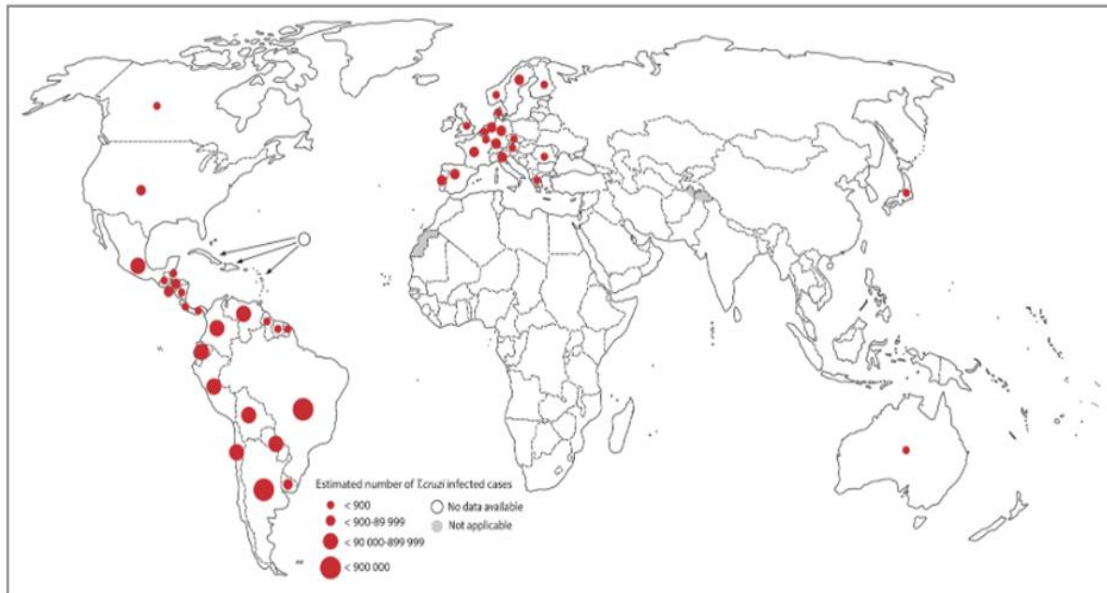 Estimated number of T.cruzi infected cases
< 900
< 900-89 999
< 90 000-899 999
< 900 000
No data available
Not applicable